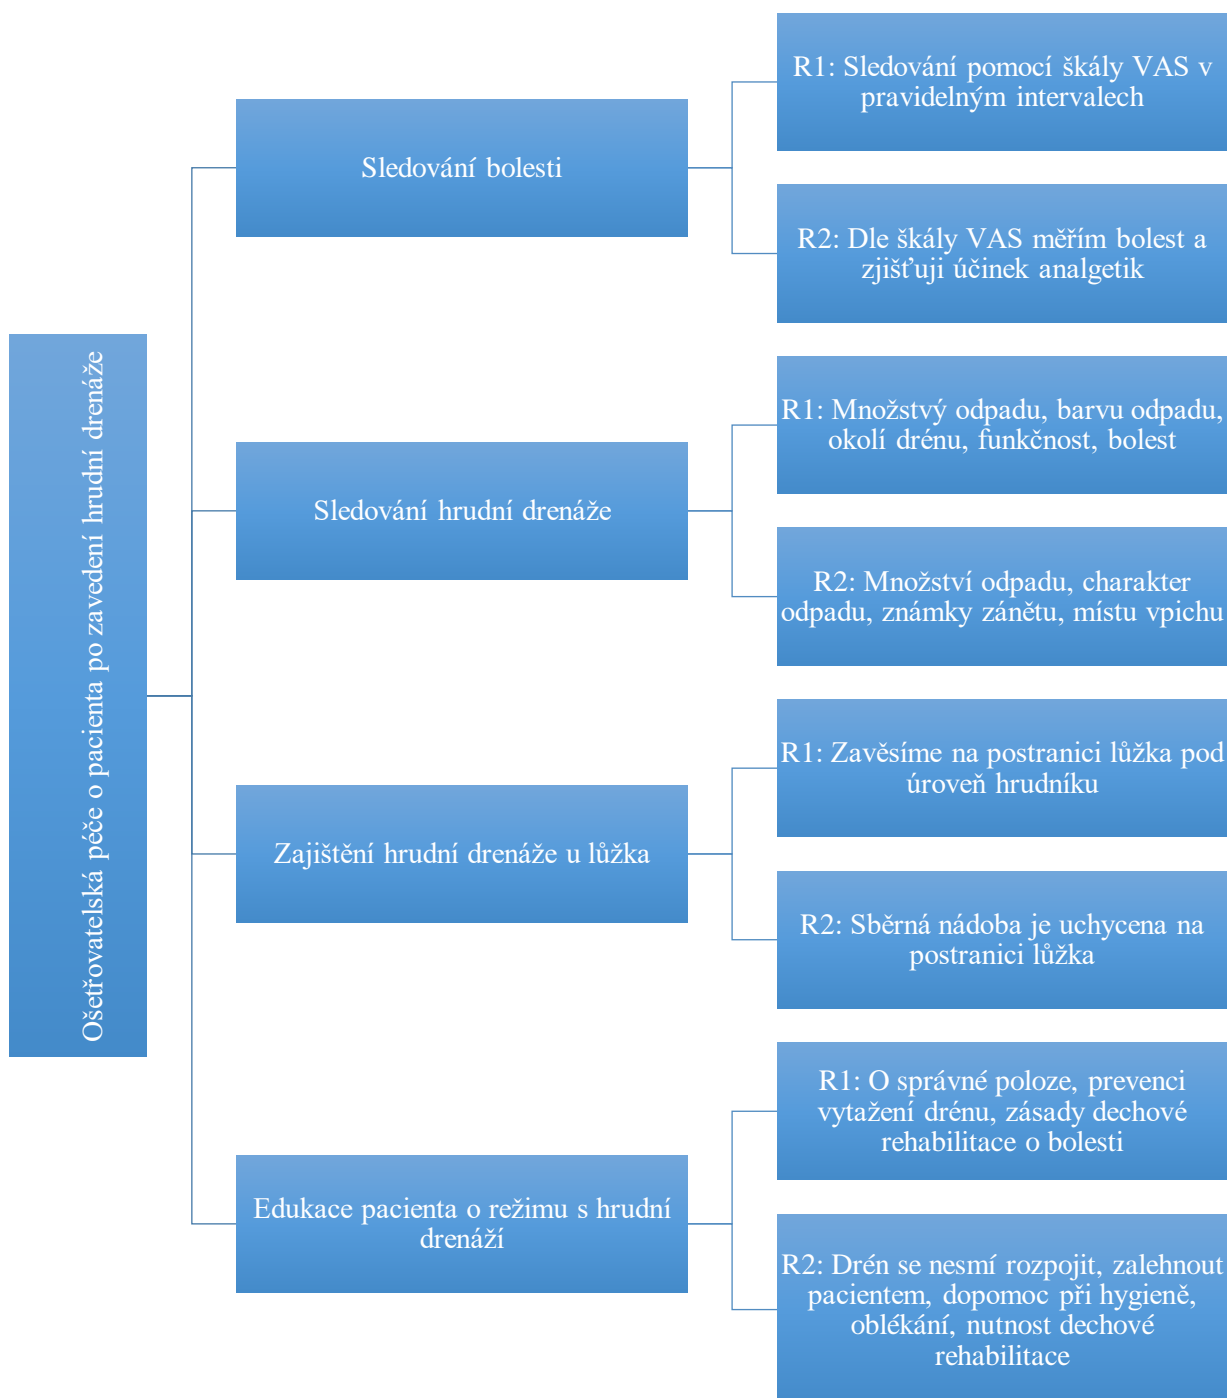 Ošetřovatelská péče o pacienta po zavedení hrudní drenáže
Sledování bolesti
R1: Sledování pomocí škály VAS v
pravidelným intervalech
R2: Dle škály VAS měřím bolest a
zjišťuji účinek analgetik
Sledování hrudní drenáže
R1: Množstvý odpadu, barvu odpadu,
okolí drénu, funkčnost, bolest
R2: Množství odpadu, charakter
odpadu, známky zánětu, místu vpichu
Zajištění hrudní drenáže u lůžka
R1: Zavěsíme na postranici lůžka pod
úroveň hrudníku
R2: Sběrná nádoba je uchycena na
postranici lůžka
Edukace pacienta o režimu s hrudní
drenáží
R1: O správné poloze, prevenci
vytažení drénu, zásady dechové
rehabilitace o bolesti
R2: Drén se nesmí rozpojit, zalehnout
pacientem, dopomoc při hygieně,
oblékání, nutnost dechové
rehabilitace